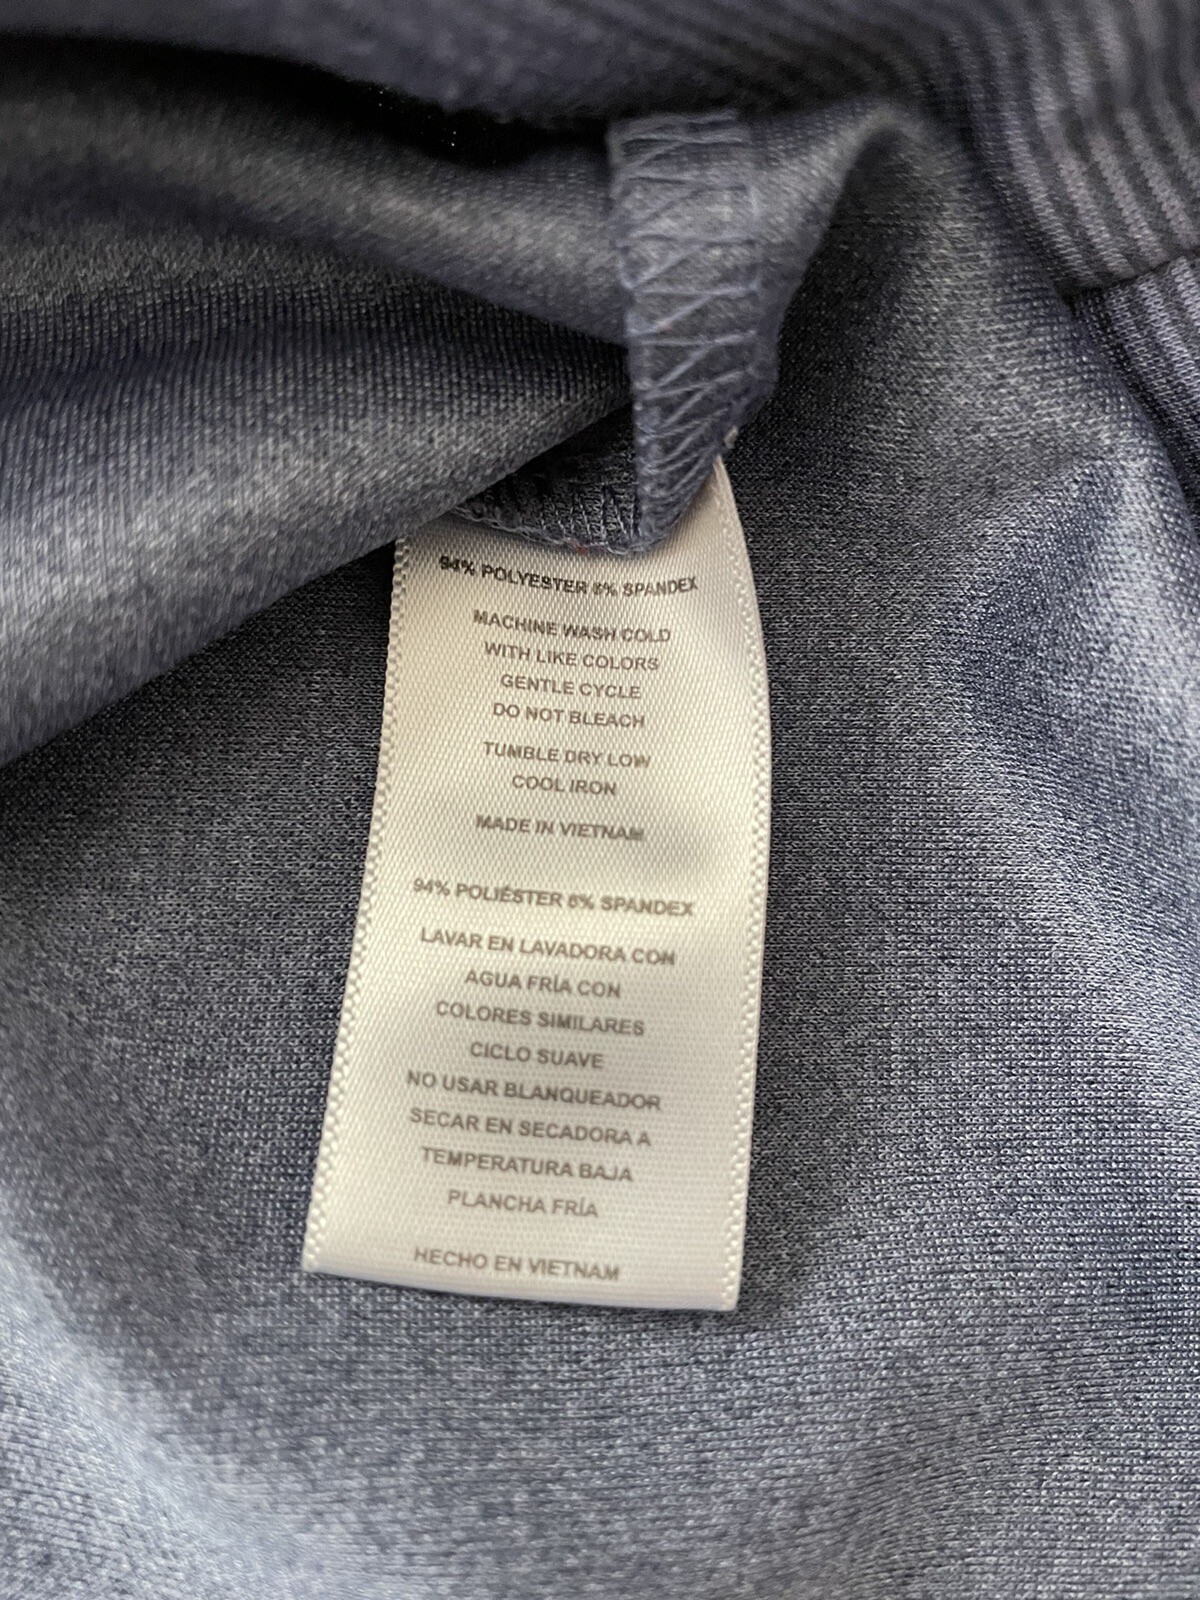 94% POLYESTER 6% SPANDEX
MACHINE WASH COLD
WITH LIKE COLORS
GENTLE CYCLE
DO NOT BLEACH
TUMBLE DRY LOW
COOL IRON
MADE IN VIETNAM
94% POLIÉSTER 6% SPANDEX
LAVAR EN LAVADORA CON
AGUA FRÍA CON
COLORES SIMILARES
CICLO SUAVE
NO USAR BLANQUEADOR
SECAR EN SECADORA A
TEMPERATURA BAJA
PLANCHA FRÍA
HECHO EN VIETNAM